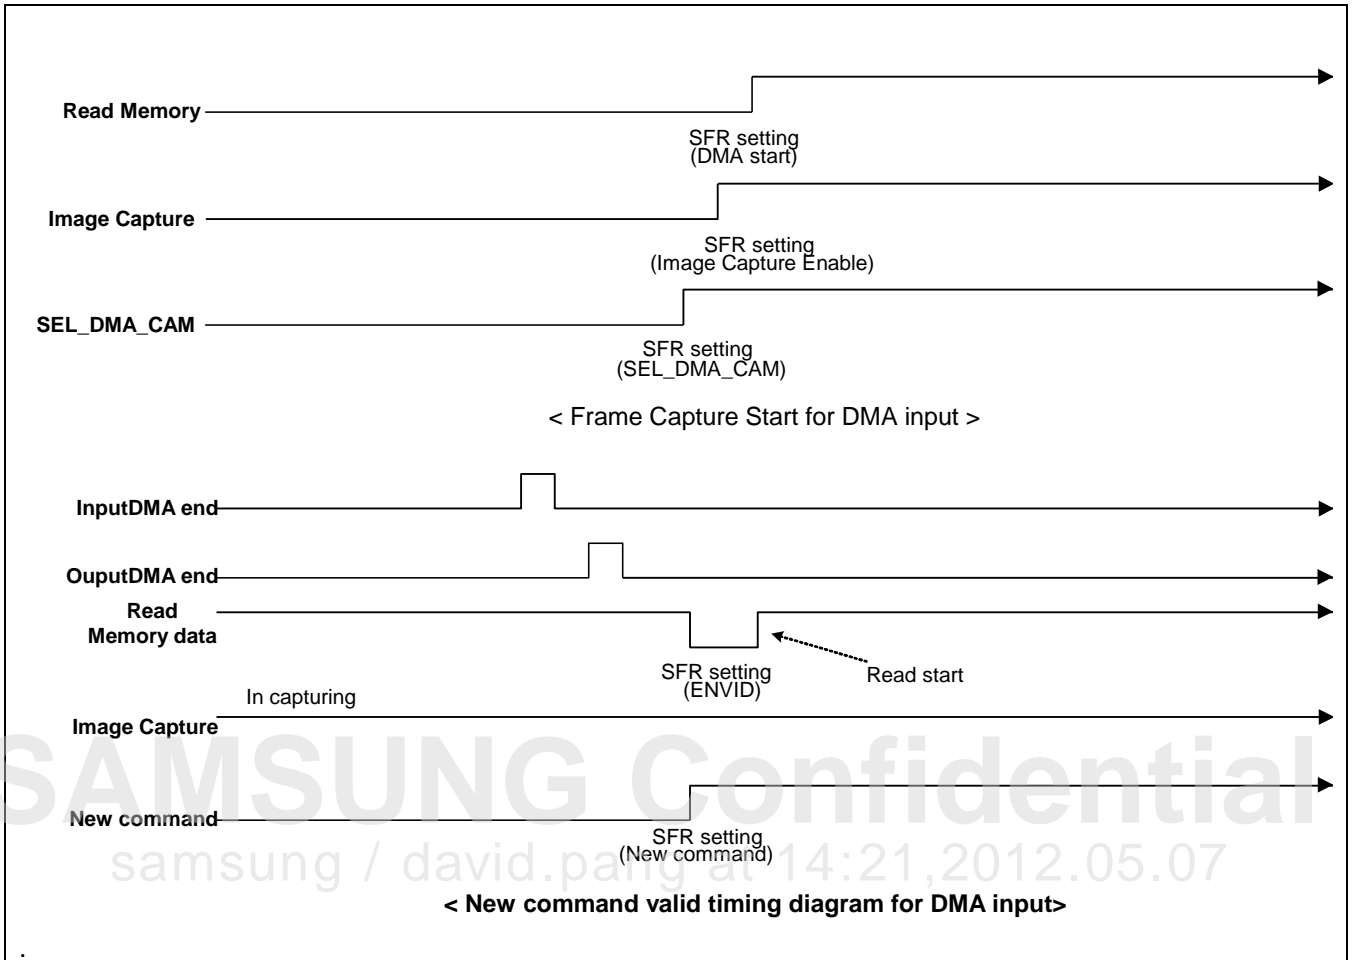 Read Memory
SFR setting
(DMA start)
Image Capture
SFR setting
(Image Capture Enable)
SEL_DMA_CAM
SFR setting
(SEL_DMA_CAM)
< Frame Capture Start for DMA input >
InputDMA end
OuputDMA end
Read
Memory data
SFR setting
(ENVID)
Read start
In capturing
Image Capture
SAMSUNG Confidential
New command
SFR setting
(New command)
samsung / david.pang at 14:21,2012.05.07
< New command valid timing diagram for DMA input>
.